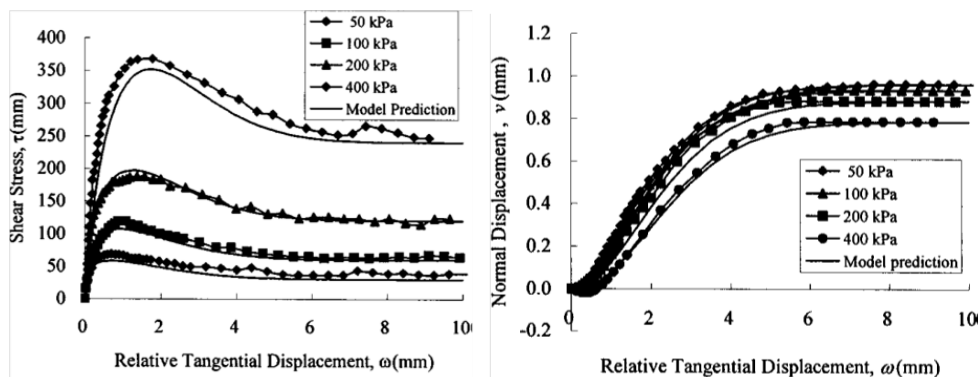 400
350
300
250
200
150
100
50
0
Shear Stress, τ(mm)
50 kPa
100 kPa
200 kPa
400 kPa
Model Prediction
0 2 4 6 8 10
Relative Tangential Displacement, ω(mm)
1.2
1.0
0.8
0.6
0.4
0.2
0.0
-0.2
Normal Displacement , v (mm)
50 kPa
100 kPa
200 kPa
400 kPa
Model prediction
0 2 4 6 8 10
Relative Tangential Displacement, ω(mm)